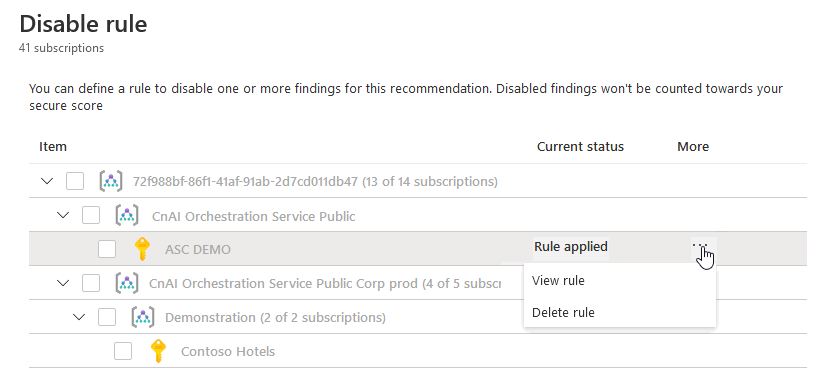 Disable rule
41 subscriptions
You can define a rule to disable one or more findings for this recommendation. Disabled findings won't be counted towards your
secure score
Item Current status More
72f988bf-86f1-41af-91ab-2d7cd011db47 (13 of 14 subscriptions)
CnAI Orchestration Service Public
ASC DEMO Rule applied ...
CnAI Orchestration Service Public Corp prod (4 of 5 subscr
View rule
Demonstration (2 of 2 subscriptions)
Delete rule
Contoso Hotels